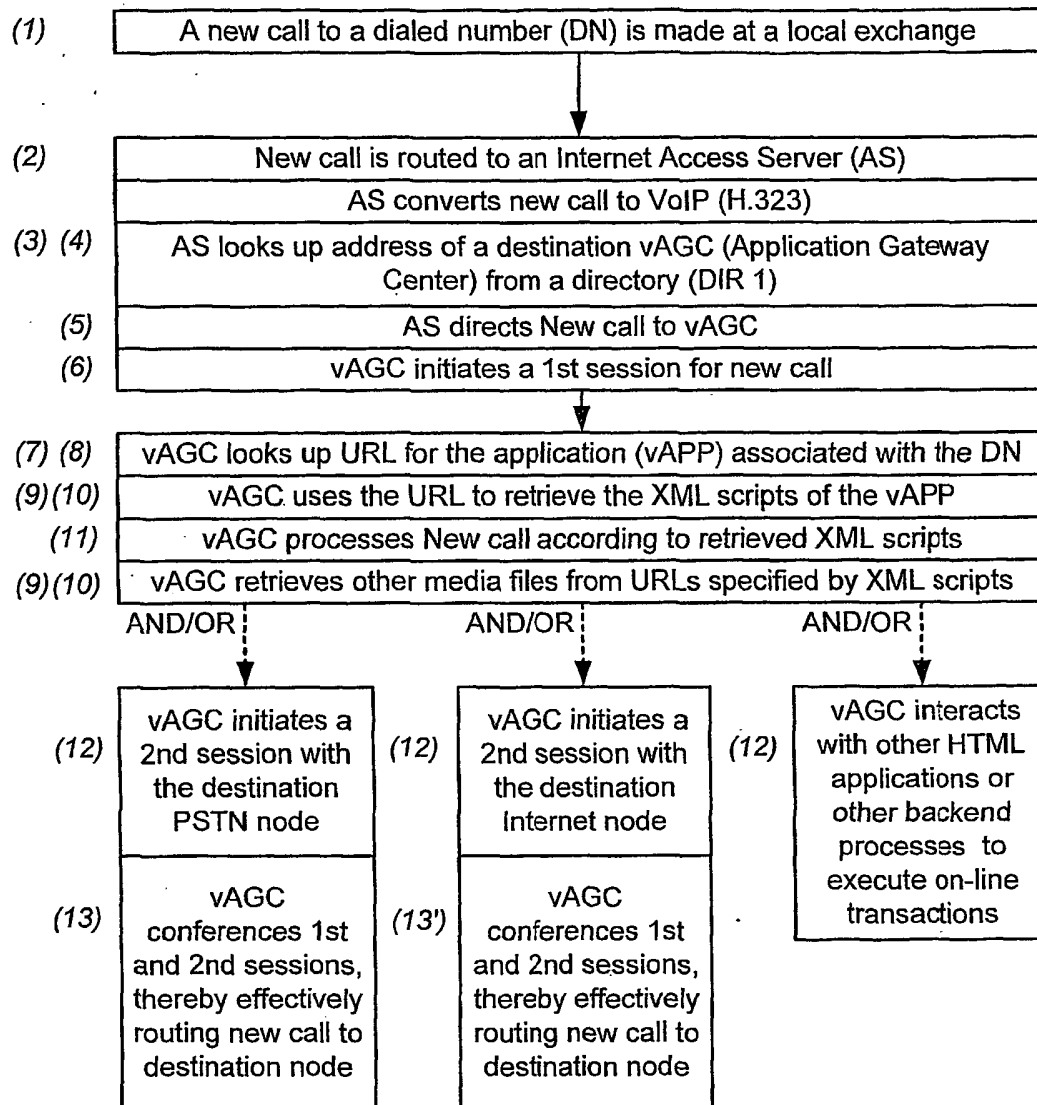 (1) A new call to a dialed number (DN) is made at a local exchange
(2) New call is routed to an Internet Access Server (AS)
AS converts new call to VoIP (H.323)
(3) (4) AS looks up address of a destination vAGC (Application Gateway
Center) from a directory (DIR 1)
(5) AS directs New call to vAGC
(6) vAGC initiates a 1st session for new call
(7) (8) vAGC looks up URL for the application (vAPP) associated with the DN
(9)(10) vAGC uses the URL to retrieve the XML scripts of the vAPP
(11) vAGC processes New call according to retrieved XML scripts
(9)(10) vAGC retrieves other media files from URLs specified by XML scripts
AND/OR
AND/OR
AND/OR
(12)
vAGC initiates a
2nd session with
the destination
PSTN node
(13)
vAGC
conferences 1st
and 2nd sessions,
thereby effectively
routing new call to
destination node
(12)
vAGC initiates a
2nd session with
the destination
Internet node
(13')
vAGC
conferences 1st
and 2nd sessions,
thereby effectively
routing new call to
destination node
(12)
vAGC interacts
with other HTML
applications or
other backend
processes to
execute on-line
transactions